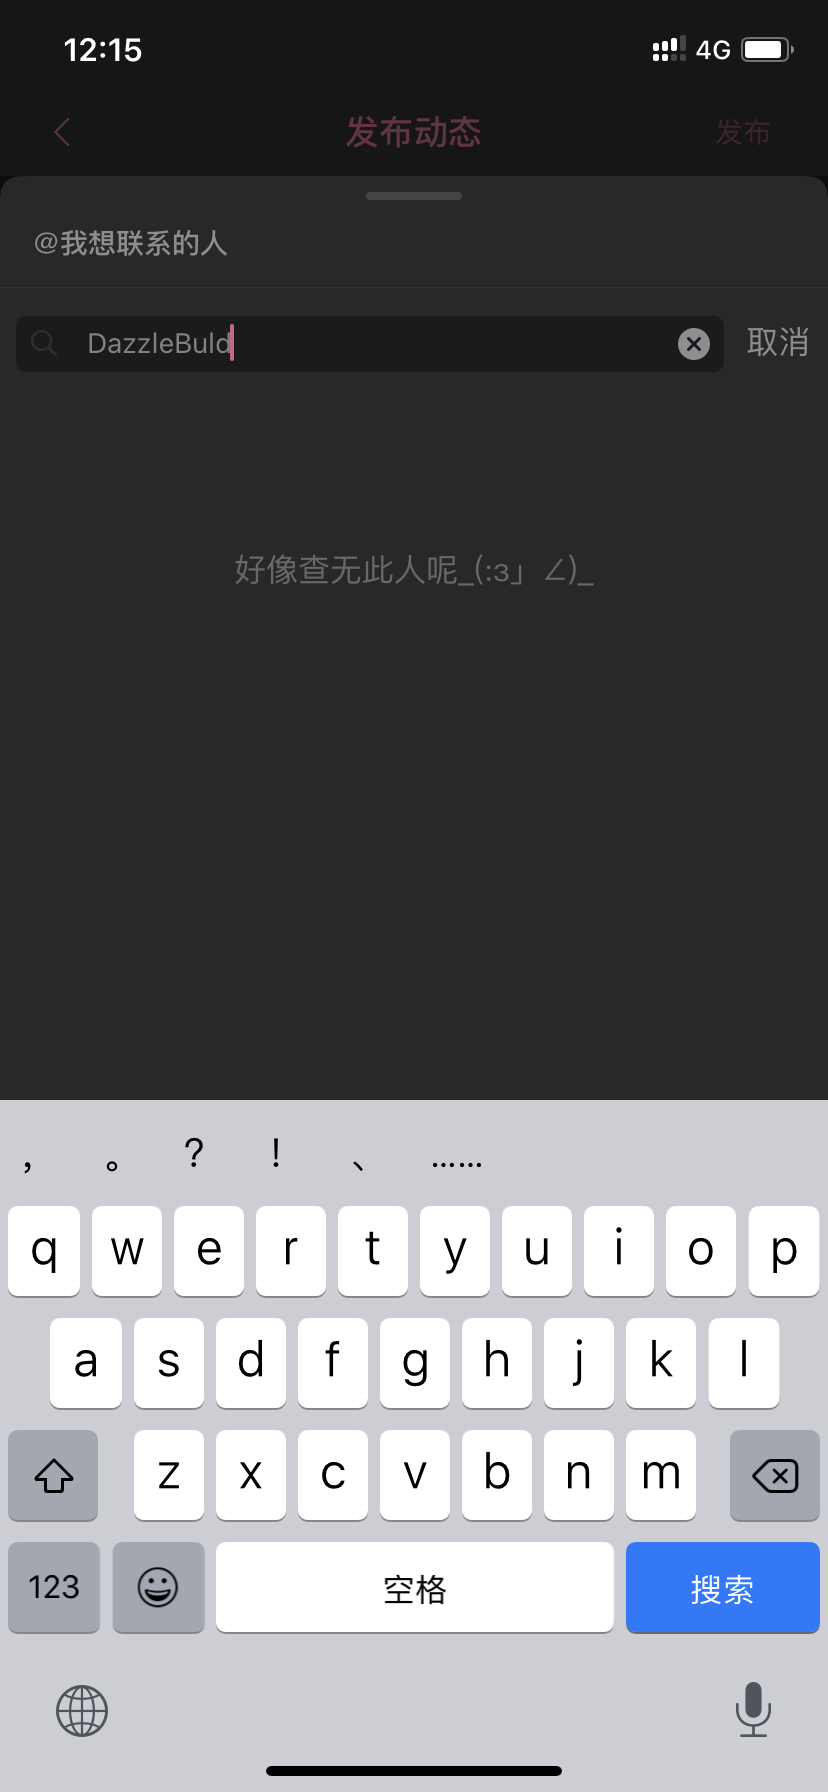 12:15 4G
发布动态 发布
@我想联系的人
DazzleBuld 取消
好像查无此人呢_(:з」∠)_
， 。 ? ! 、 ……
q w e r t y u i o p
a s d f g h j k l
z x c v b n m
123 空格 搜索